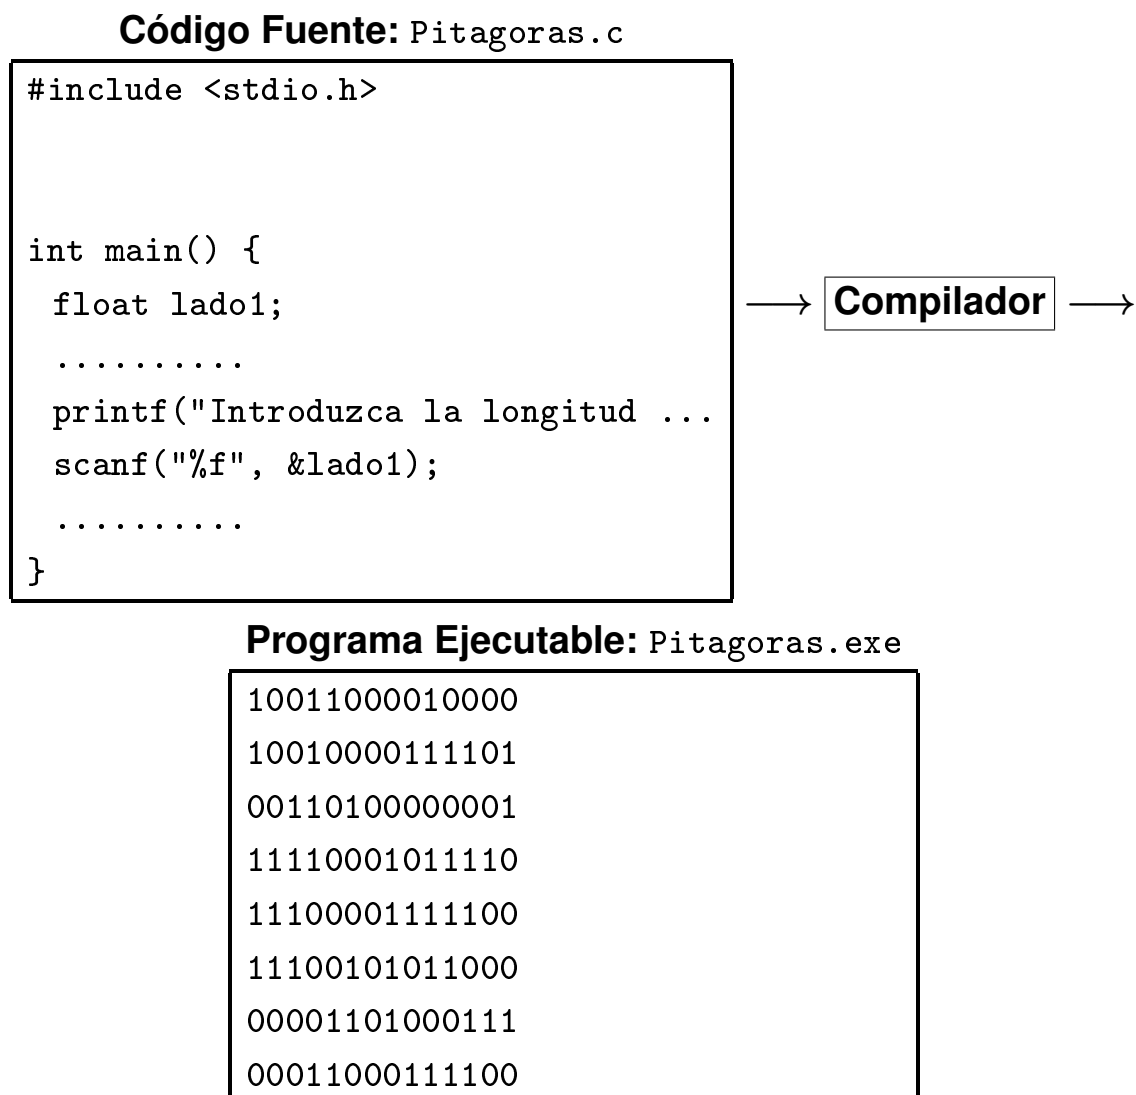 Código Fuente: Pitagoras.c
#include <stdio.h>
int main() {
float lado1;
..........
printf("Introduzca la longitud ...
scanf("%f", &lado1);
..........
}
⟶ Compilador ⟶
Programa Ejecutable: Pitagoras.exe
10011000010000
10010000111101
00110100000001
11110001011110
11100001111100
11100101011000
00001101000111
00011000111100